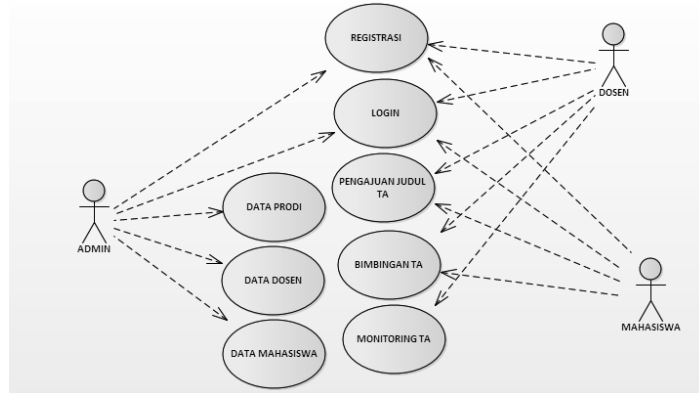 REGISTRASI
DOSEN
LOGIN
PENGAJUAN JUDUL
TA
DATA PRODI
ADMIN
BIMBINGAN TA
DATA DOSEN
MAHASISWA
MONITORING TA
DATA MAHASISWA